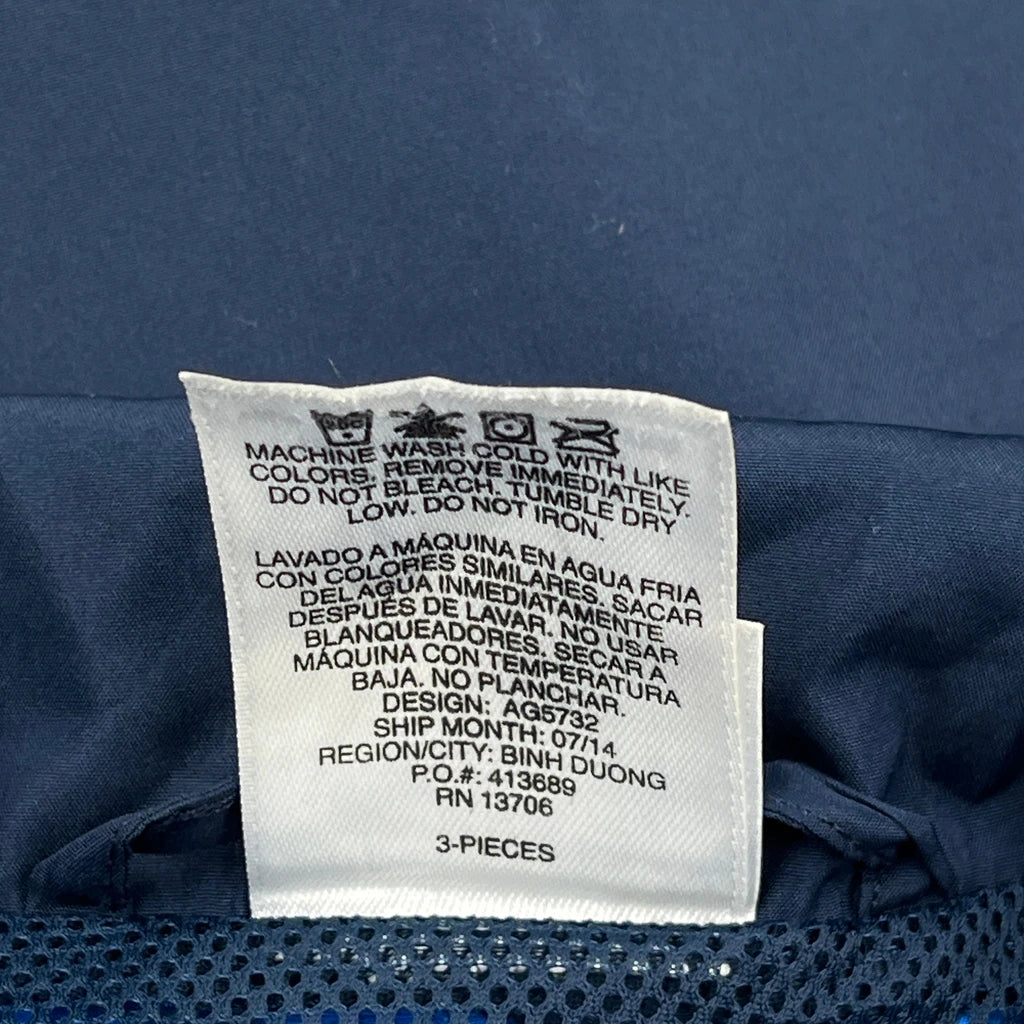 MACHINE WASH COLD WITH LIKE
COLORS. REMOVE IMMEDIATELY.
DO NOT BLEACH. TUMBLE DRY
LOW. DO NOT IRON.
LAVADO A MÁQUINA EN AGUA FRIA
CON COLORES SIMILARES. SACAR
DEL AGUA INMEDIATAMENTE
DESPUÉS DE LAVAR. NO USAR
BLANQUEADORES. SECAR A
MÁQUINA CON TEMPERATURA
BAJA. NO PLANCHAR.
DESIGN: AG5732
SHIP MONTH: 07/14
REGION/CITY: BINH DUONG
P.O.#: 413689
RN 13706
3-PIECES